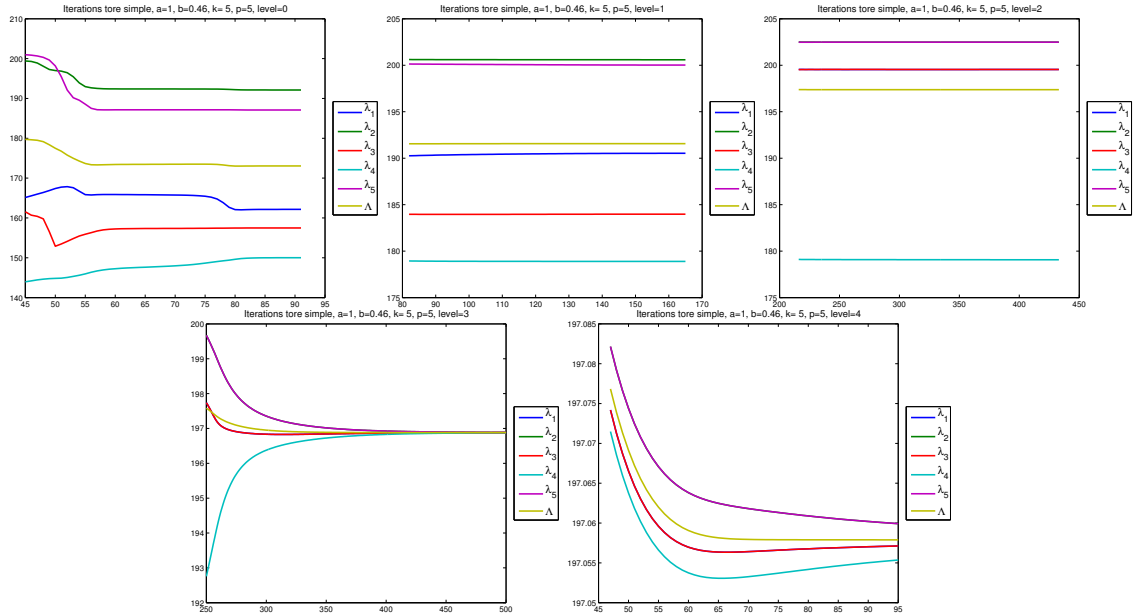 Iterations tore simple, a=1, b=0.46, k= 5, p=5, level=0
210
200
190
180
170
160
150
140
45 50 55 60 65 70 75 80 85 90 95
λ1
λ2
λ3
λ4
λ5
Λ
Iterations tore simple, a=1, b=0.46, k= 5, p=5, level=1
205
200
195
190
185
180
175
80 90 100 110 120 130 140 150 160 170
λ1
λ2
λ3
λ4
λ5
Λ
Iterations tore simple, a=1, b=0.46, k= 5, p=5, level=2
205
200
195
190
185
180
175
200 250 300 350 400 450
λ1
λ2
λ3
λ4
λ5
Λ
Iterations tore simple, a=1, b=0.46, k= 5, p=5, level=3
200
199
198
197
196
195
194
193
192
250 300 350 400 450 500
λ1
λ2
λ3
λ4
λ5
Λ
Iterations tore simple, a=1, b=0.46, k= 5, p=5, level=4
197.085
197.08
197.075
197.07
197.065
197.06
197.055
197.05
45 50 55 60 65 70 75 80 85 90 95
λ1
λ2
λ3
λ4
λ5
Λ